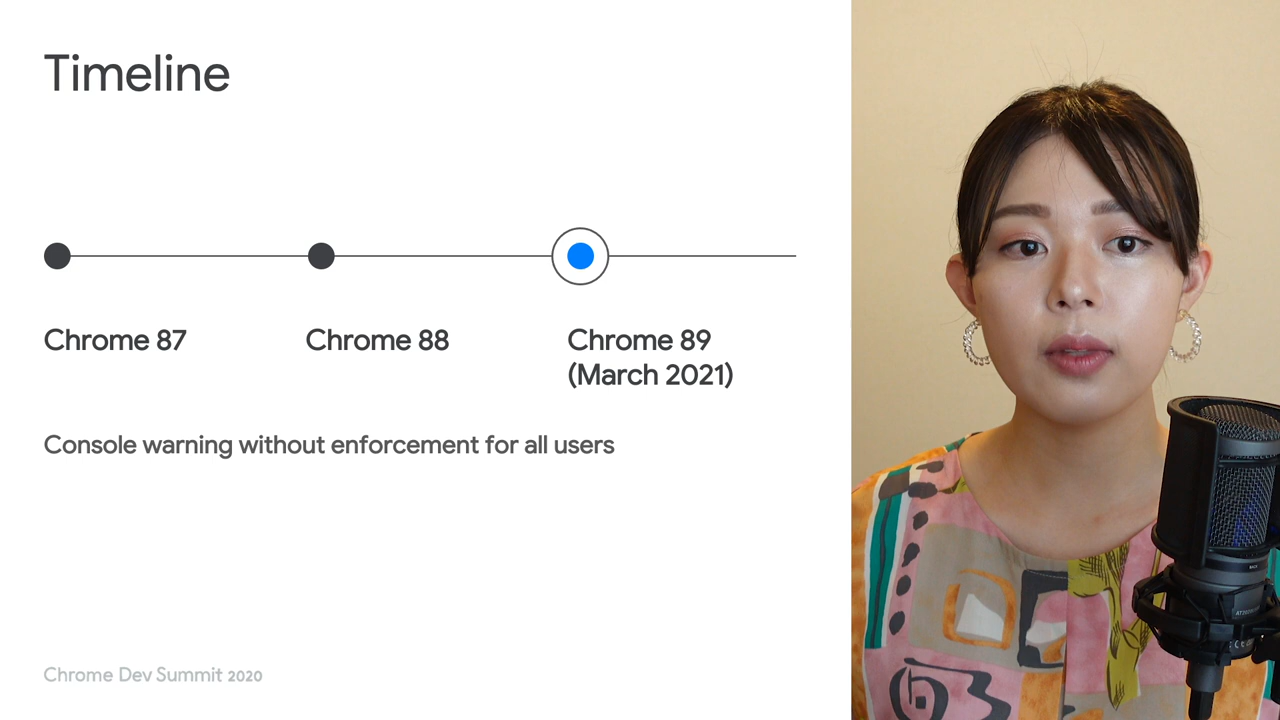 Timeline
Chrome 87
Chrome 88
Chrome 89
(March 2021)
Console warning without enforcement for all users
Chrome Dev Summit 2020